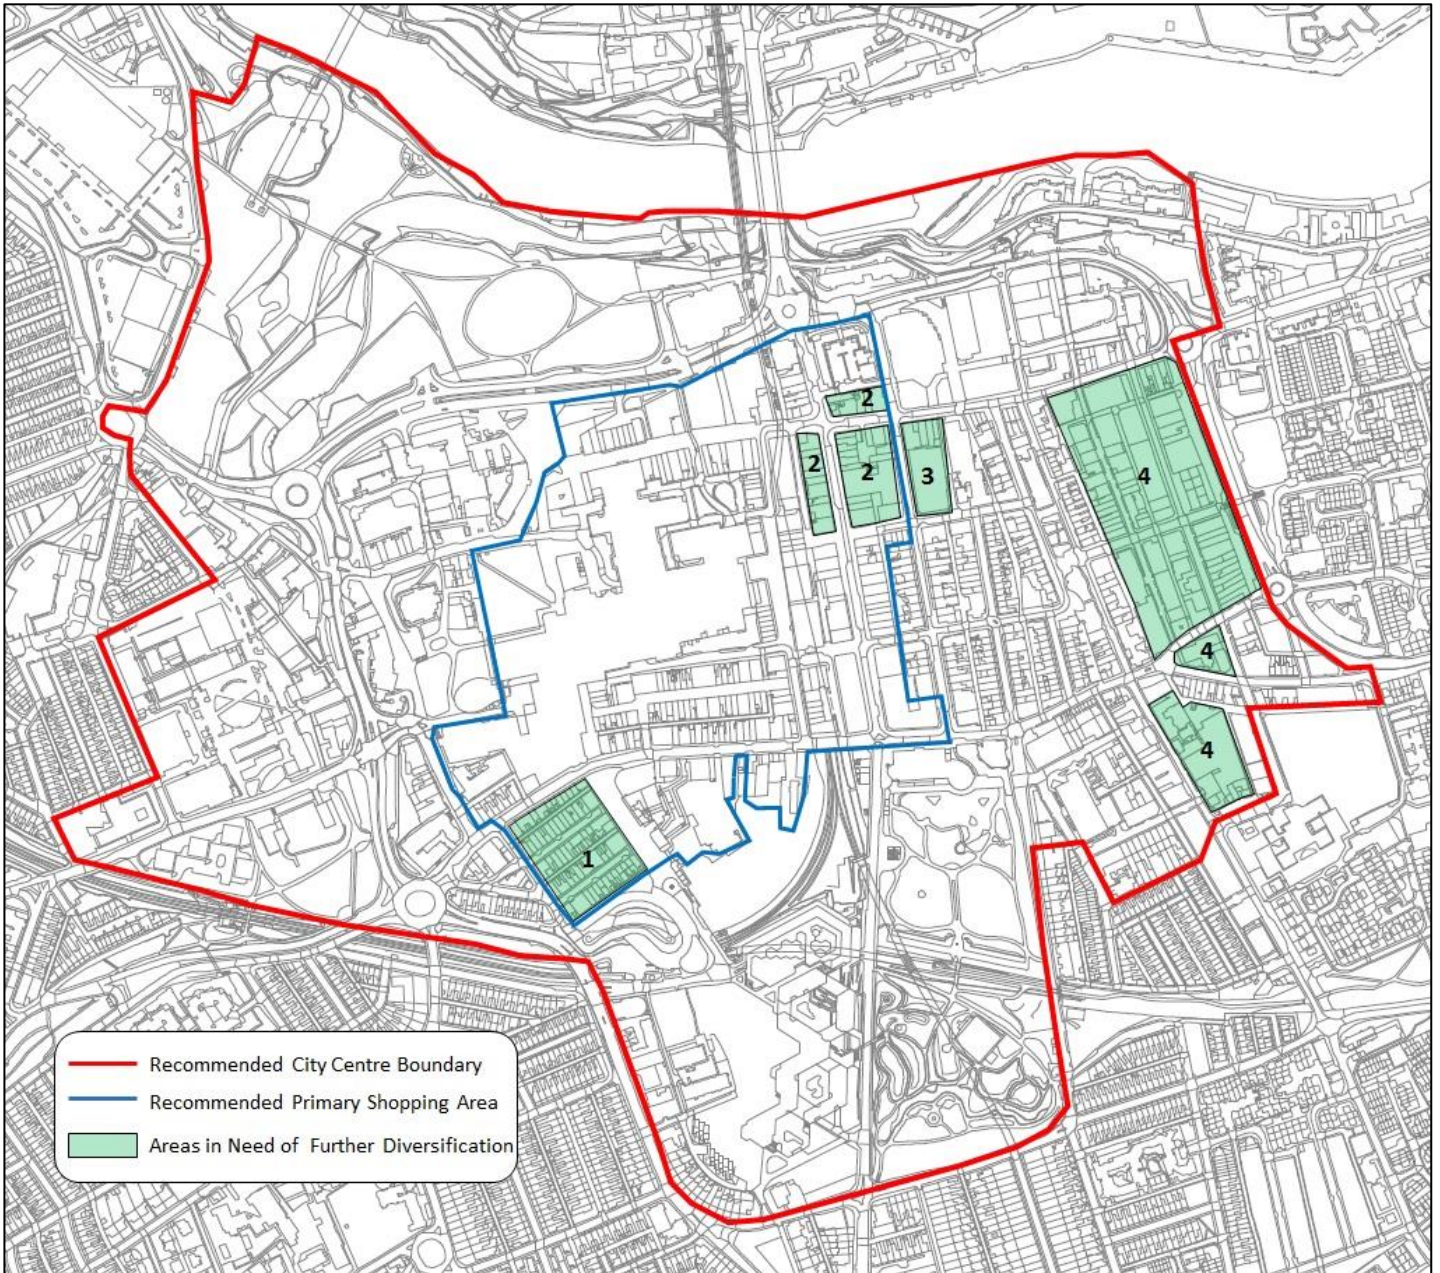 2
2
2
3
4
4
4
1
Recommended City Centre Boundary
Recommended Primary Shopping Area
Areas in Need of Further Diversification